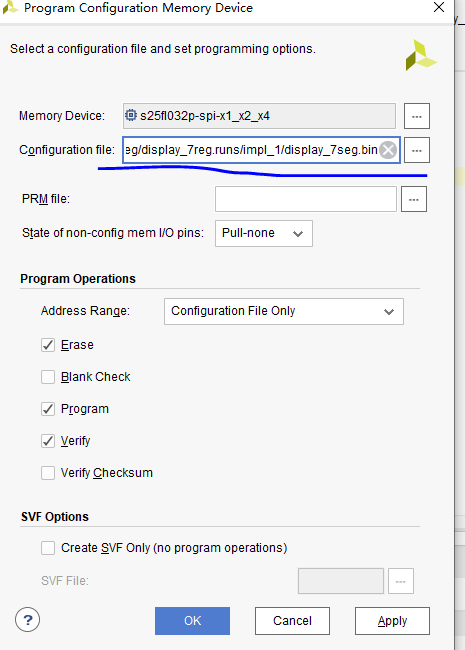 Program Configuration Memory Device
Select a configuration file and set programming options.
Memory Device: s25fl032p-spi-x1_x2_x4 ...
Configuration file: eg/display_7reg.runs/impl_1/display_7seg.bin ...
PRM file: ...
State of non-config mem I/O pins: Pull-none
Program Operations
Address Range: Configuration File Only
Erase
Blank Check
Program
Verify
Verify Checksum
SVF Options
Create SVF Only (no program operations)
SVF File: ...
? OK Cancel Apply